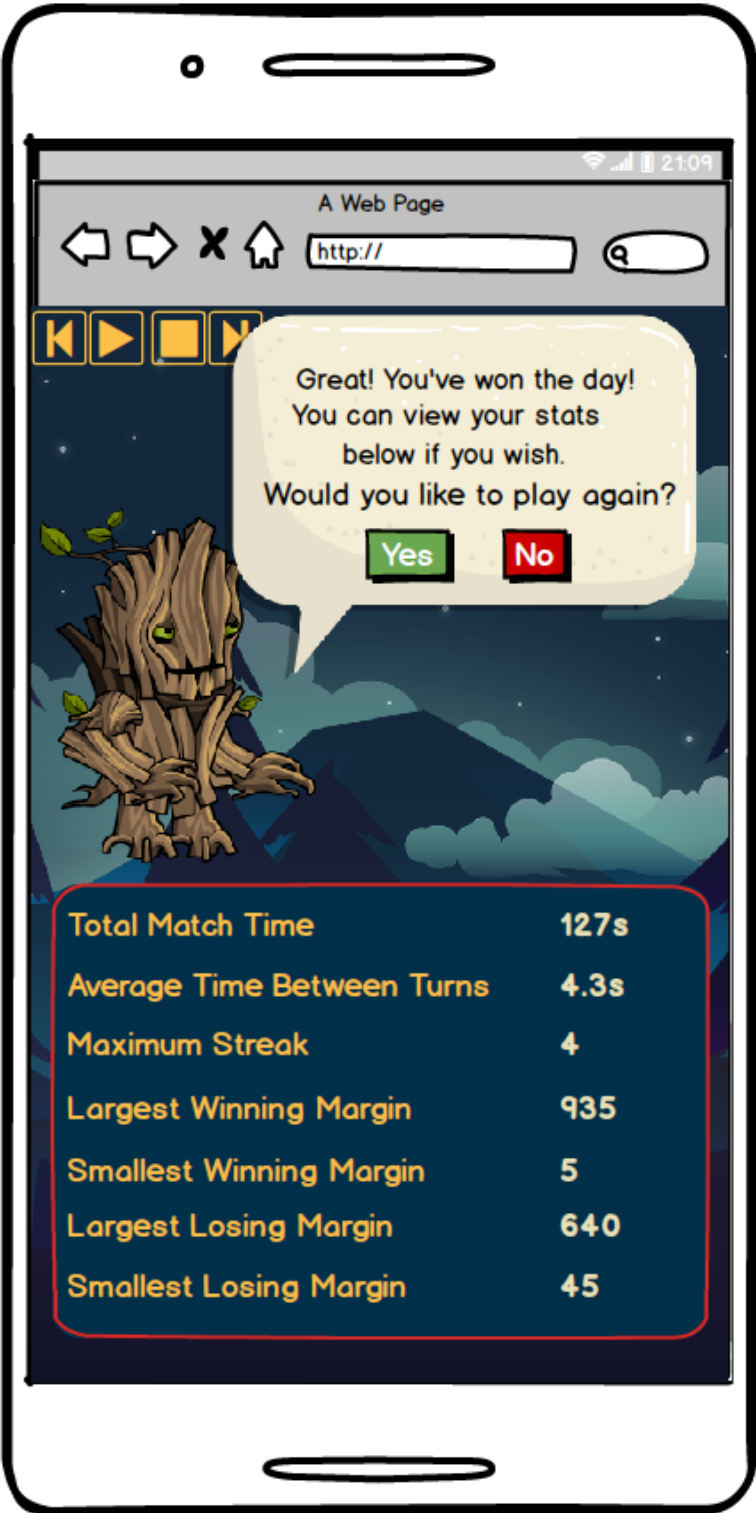 21:09
A Web Page
http://
Great! You've won the day!
You can view your stats
below if you wish.
Would you like to play again?
Yes No
Total Match Time 127s
Average Time Between Turns 4.3s
Maximum Streak 4
Largest Winning Margin 935
Smallest Winning Margin 5
Largest Losing Margin 640
Smallest Losing Margin 45